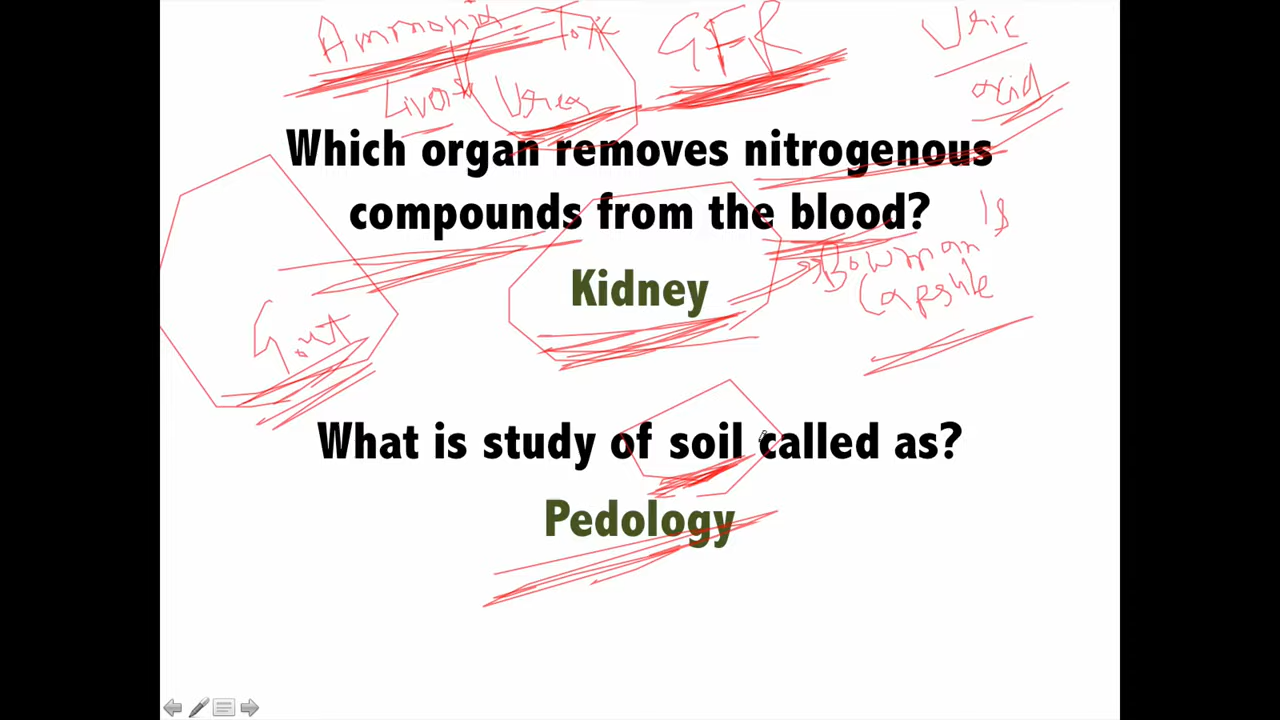 Ammonia Toxic GFR Uric
Liver Urea acid
Which organ removes nitrogenous
compounds from the blood?
Bowman's
Kidney
Capsule
Gout
What is study of soil called as?
Pedology